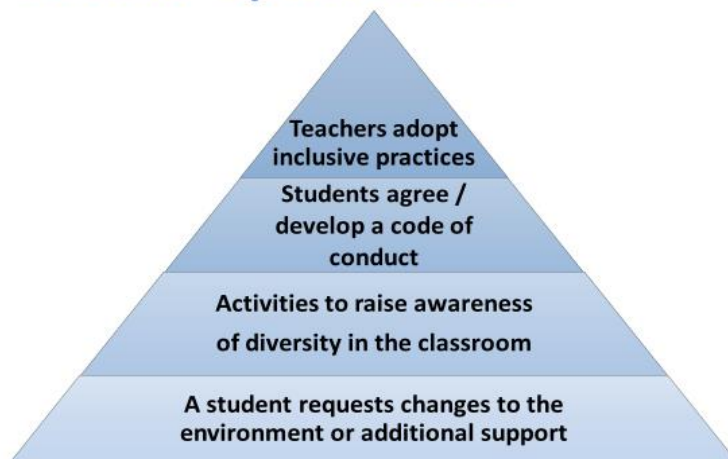 Teachers adopt
inclusive practices
Students agree /
develop a code of
conduct
Activities to raise awareness
of diversity in the classroom
A student requests changes to the
environment or additional support